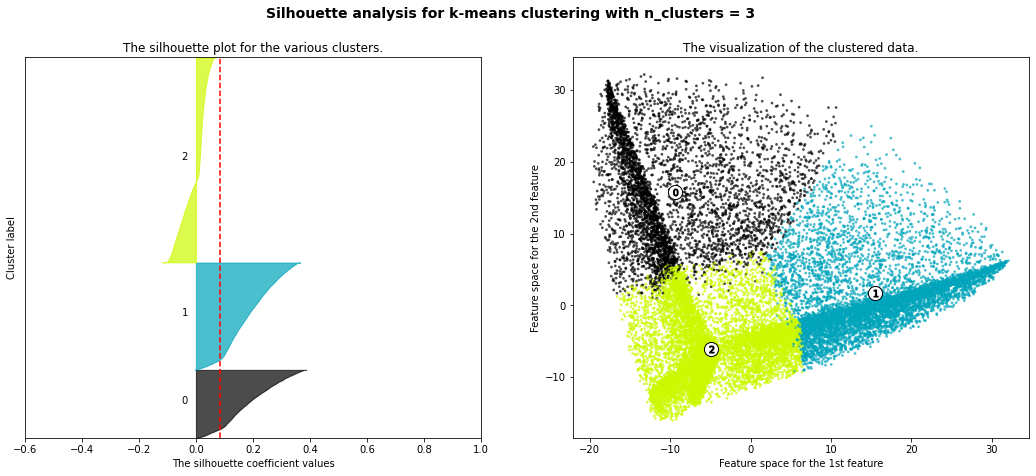 Silhouette analysis for k-means clustering with n_clusters = 3
The silhouette plot for the various clusters.
Cluster label
2
1
0
−0.6 −0.4 −0.2 0.0 0.2 0.4 0.6 0.8 1.0
The silhouette coefficient values
The visualization of the clustered data.
Feature space for the 2nd feature
30
20
10
0
−10
0
1
2
−20 −10 0 10 20 30
Feature space for the 1st feature